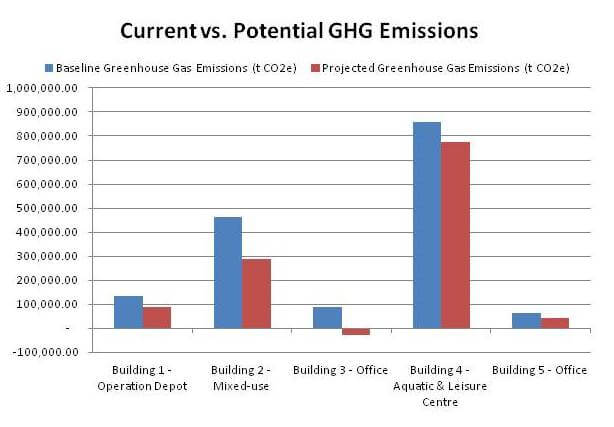 Current vs. Potential GHG Emissions
Baseline Greenhouse Gas Emissions (t CO2e)
Projected Greenhouse Gas Emissions (t CO2e)
1,000,000.00
900,000.00
800,000.00
700,000.00
600,000.00
500,000.00
400,000.00
300,000.00
200,000.00
100,000.00
-
-100,000.00
Building 1 -
Operation Depot
Building 2 -
Mixed-use
Building 3 - Office
Building 4 -
Aquatic & Leisure
Centre
Building 5 - Office